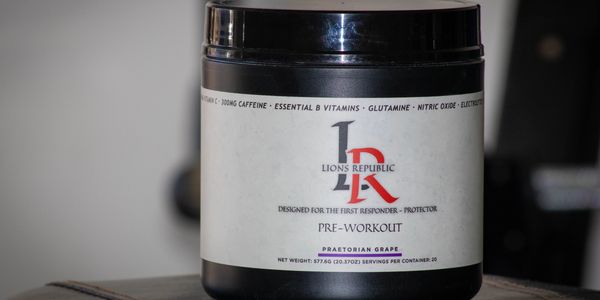 VITAMIN C · 300MG CAFFEINE · ESSENTIAL B VITAMINS · GLUTAMINE · NITRIC OXIDE ·
LR
LIONS REPUBLIC
DESIGNED FOR THE FIRST RESPONDER - PROTECTOR
PRE-WORKOUT
PRAETORIAN GRAPE
NET WEIGHT: 577.6G (20.37OZ) SERVINGS PER CONTAINER: 20